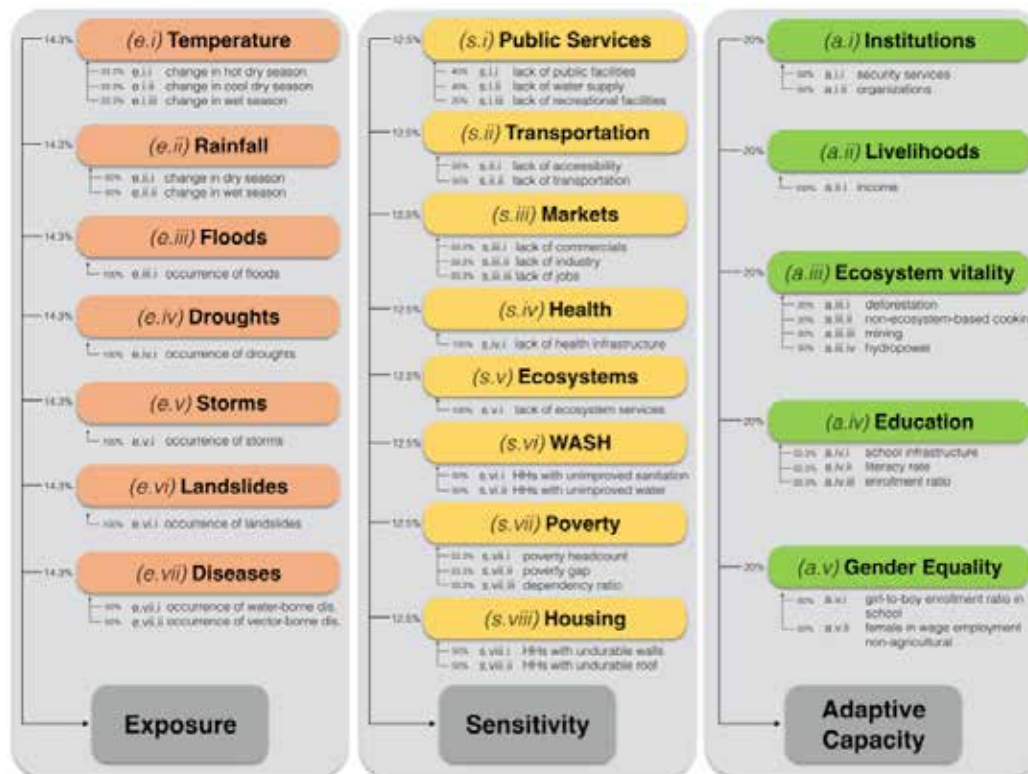 14.3% (e.i) Temperature
33.3% e.i.i change in hot dry season
33.3% e.i.ii change in cool dry season
33.3% e.i.iii change in wet season
14.3% (e.ii) Rainfall
50% e.ii.i change in dry season
50% e.ii.ii change in wet season
14.3% (e.iii) Floods
100% e.iii.i occurrence of floods
14.3% (e.iv) Droughts
100% e.iv.i occurrence of droughts
14.3% (e.v) Storms
100% e.v.i occurrence of storms
14.3% (e.vi) Landslides
100% e.vi.i occurrence of landslides
14.3% (e.vii) Diseases
50% e.vii.i occurrence of water-borne dis.
50% e.vii.ii occurrence of vector-borne dis.
Exposure
12.5% (s.i) Public Services
40% s.i.i lack of public facilities
40% s.i.ii lack of water supply
20% s.i.iii lack of recreational facilities
12.5% (s.ii) Transportation
50% s.ii.i lack of accessibility
50% s.ii.ii lack of transportation
12.5% (s.iii) Markets
33.3% s.iii.i lack of commercials
33.3% s.iii.ii lack of industry
33.3% s.iii.iii lack of jobs
12.5% (s.iv) Health
100% s.iv.i lack of health infrastructure
12.5% (s.v) Ecosystems
100% s.v.i lack of ecosystem services
12.5% (s.vi) WASH
50% s.vi.i HHs with unimproved sanitation
50% s.vi.ii HHs with unimproved water
12.5% (s.vii) Poverty
33.3% s.vii.i poverty headcount
33.3% s.vii.ii poverty gap
33.3% s.vii.iii dependency ratio
12.5% (s.viii) Housing
50% s.viii.i HHs with undurable walls
50% s.viii.ii HHs with undurable roof
Sensitivity
20% (a.i) Institutions
50% a.i.i security services
50% a.i.ii organizations
20% (a.ii) Livelihoods
100% a.ii.i income
20% (a.iii) Ecosystem vitality
a.iii.i deforestation
a.iii.ii non-ecosystem-based cookin
a.iii.iii mining
a.iii.iv hydropower
20% (a.iv) Education
33.3% a.iv.i school infrastructure
33.3% a.iv.ii literacy rate
33.3% a.iv.iii enrollment ratio
20% (a.v) Gender Equality
50% a.v.i girl-to-boy enrollment ratio in
school
50% a.v.ii female in wage employment
non-agricultural
Adaptive
Capacity